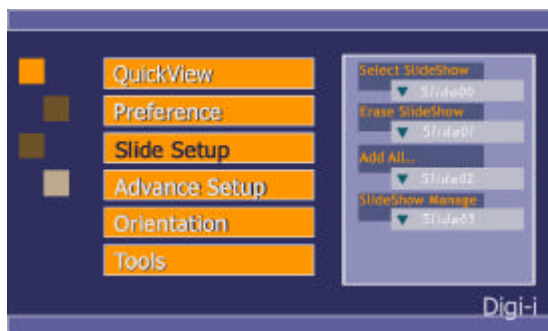 QuickView
Preference
Slide Setup
Advance Setup
Orientation
Tools
Select SlideShow
Slide00
Erase SlideShow
Slide01
Add All...
Slide02
SlideShow Manage
Slide03
Digi-i